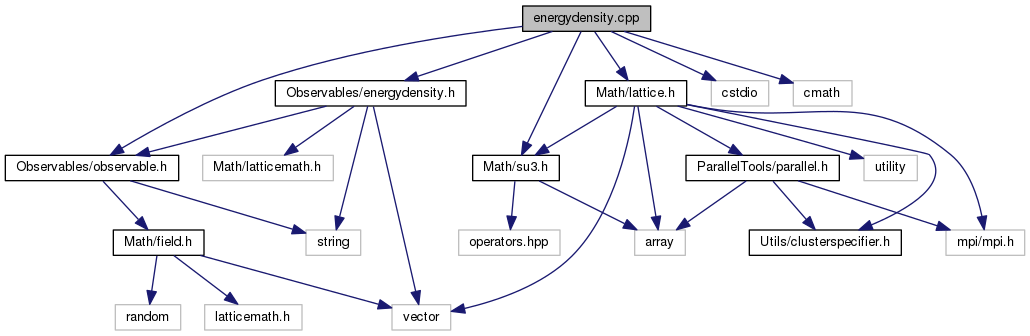 energydensity.cpp
Observables/energydensity.h
Math/lattice.h
cstdio
cmath
Observables/observable.h
Math/latticemath.h
Math/su3.h
ParallelTools/parallel.h
utility
Math/field.h
string
operators.hpp
array
Utils/clusterspecifier.h
mpi/mpi.h
random
latticemath.h
vector